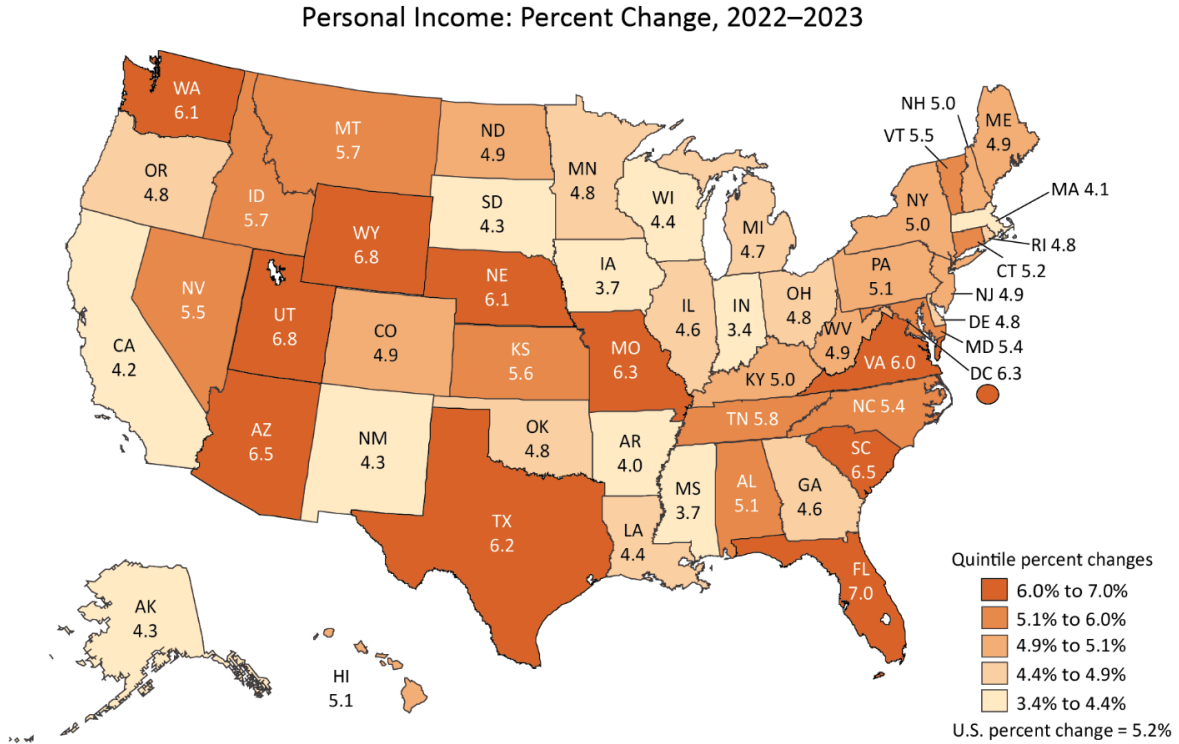 Personal Income: Percent Change, 2022–2023
WA
6.1
MT
5.7
ND
4.9
MN
4.8
NH 5.0
VT 5.5
ME
4.9
OR
4.8
ID
5.7
SD
4.3
WI
4.4
MI
4.7
NY
5.0
MA 4.1
RI 4.8
CT 5.2
WY
6.8
NE
6.1
IA
3.7
PA
5.1
NJ 4.9
DE 4.8
MD 5.4
DC 6.3
NV
5.5
UT
6.8
CO
4.9
IL
4.6
IN
3.4
OH
4.8
WV
4.9
VA 6.0
CA
4.2
KS
5.6
MO
6.3
KY 5.0
NC 5.4
TN 5.8
AZ
6.5
NM
4.3
OK
4.8
AR
4.0
SC
6.5
MS
3.7
AL
5.1
GA
4.6
TX
6.2
LA
4.4
FL
7.0
AK
4.3
HI
5.1
Quintile percent changes
6.0% to 7.0%
5.1% to 6.0%
4.9% to 5.1%
4.4% to 4.9%
3.4% to 4.4%
U.S. percent change = 5.2%